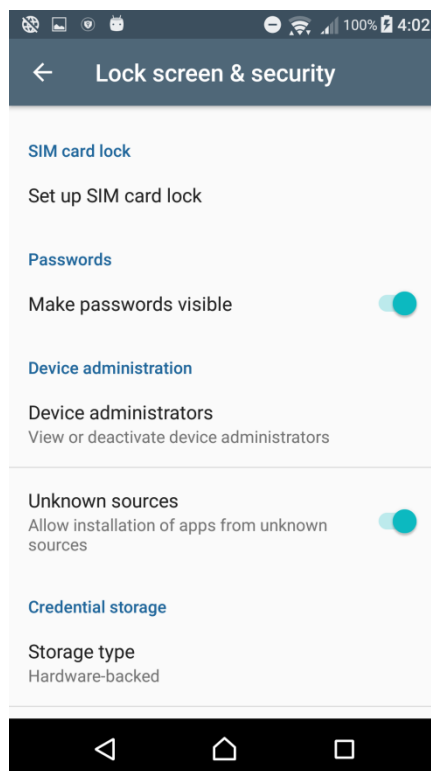 100% 4:02
Lock screen & security
SIM card lock
Set up SIM card lock
Passwords
Make passwords visible
Device administration
Device administrators
View or deactivate device administrators
Unknown sources
Allow installation of apps from unknown
sources
Credential storage
Storage type
Hardware-backed